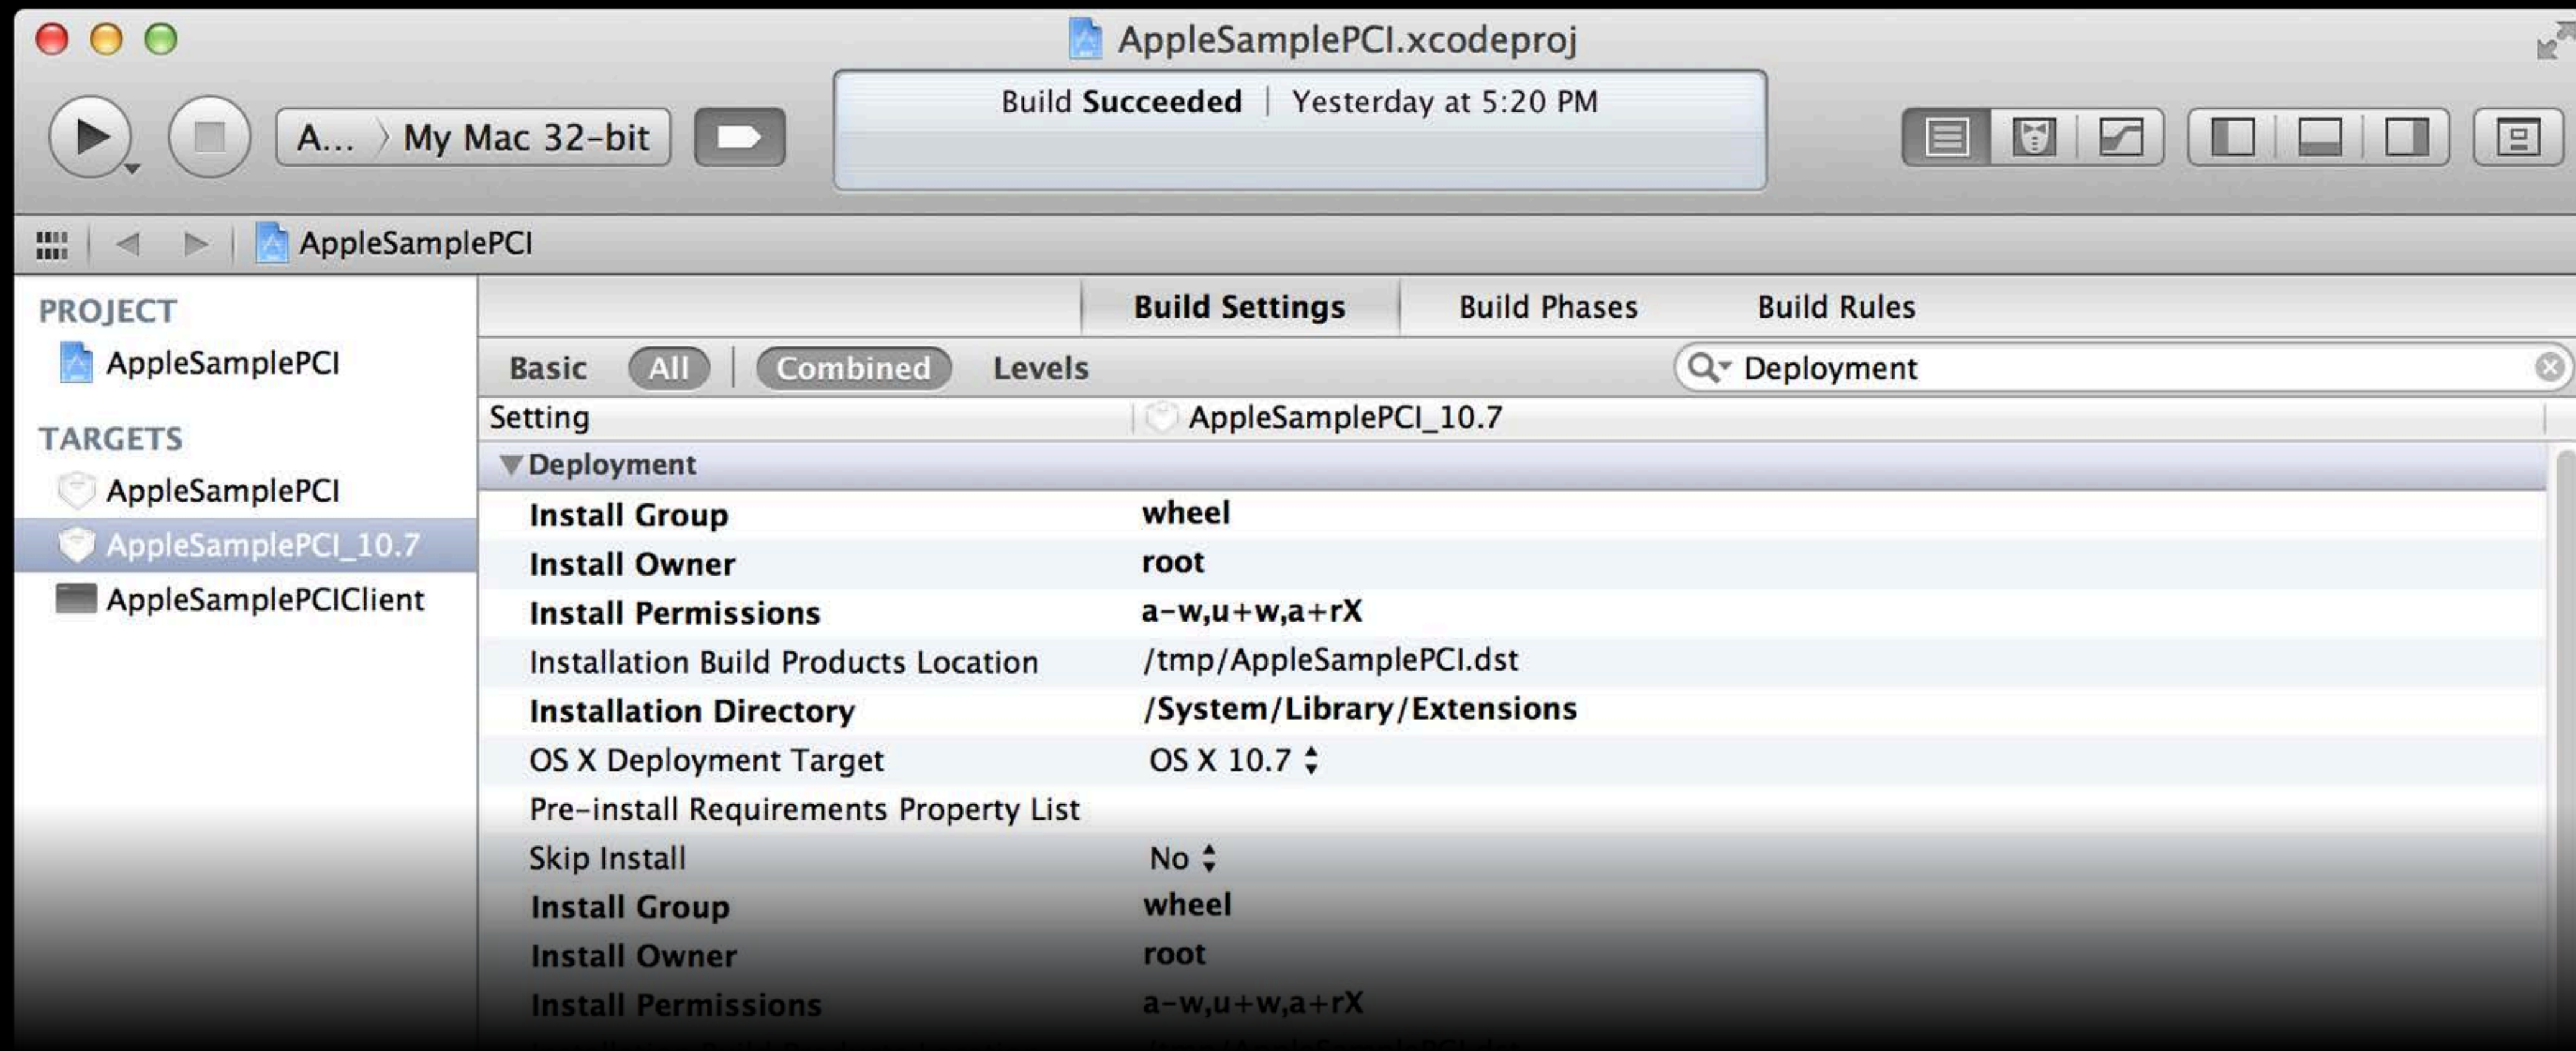 AppleSamplePCI.xcodeproj
Build Succeeded | Yesterday at 5:20 PM
A... 〉 My Mac 32-bit
AppleSamplePCI
PROJECT
AppleSamplePCI
TARGETS
AppleSamplePCI
AppleSamplePCI_10.7
AppleSamplePCIClient
Build Settings Build Phases Build Rules
Basic All | Combined Levels Deployment
Setting AppleSamplePCI_10.7
Deployment
Install Group wheel
Install Owner root
Install Permissions a-w,u+w,a+rX
Installation Build Products Location /tmp/AppleSamplePCI.dst
Installation Directory /System/Library/Extensions
OS X Deployment Target OS X 10.7
Pre-install Requirements Property List
Skip Install No
Install Group wheel
Install Owner root
Install Permissions a-w,u+w,a+rX